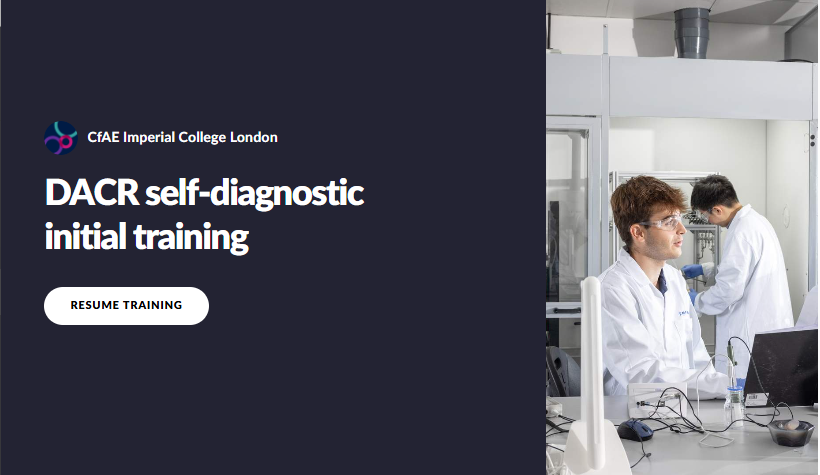 CfAE Imperial College London
DACR self-diagnostic
initial training
RESUME TRAINING